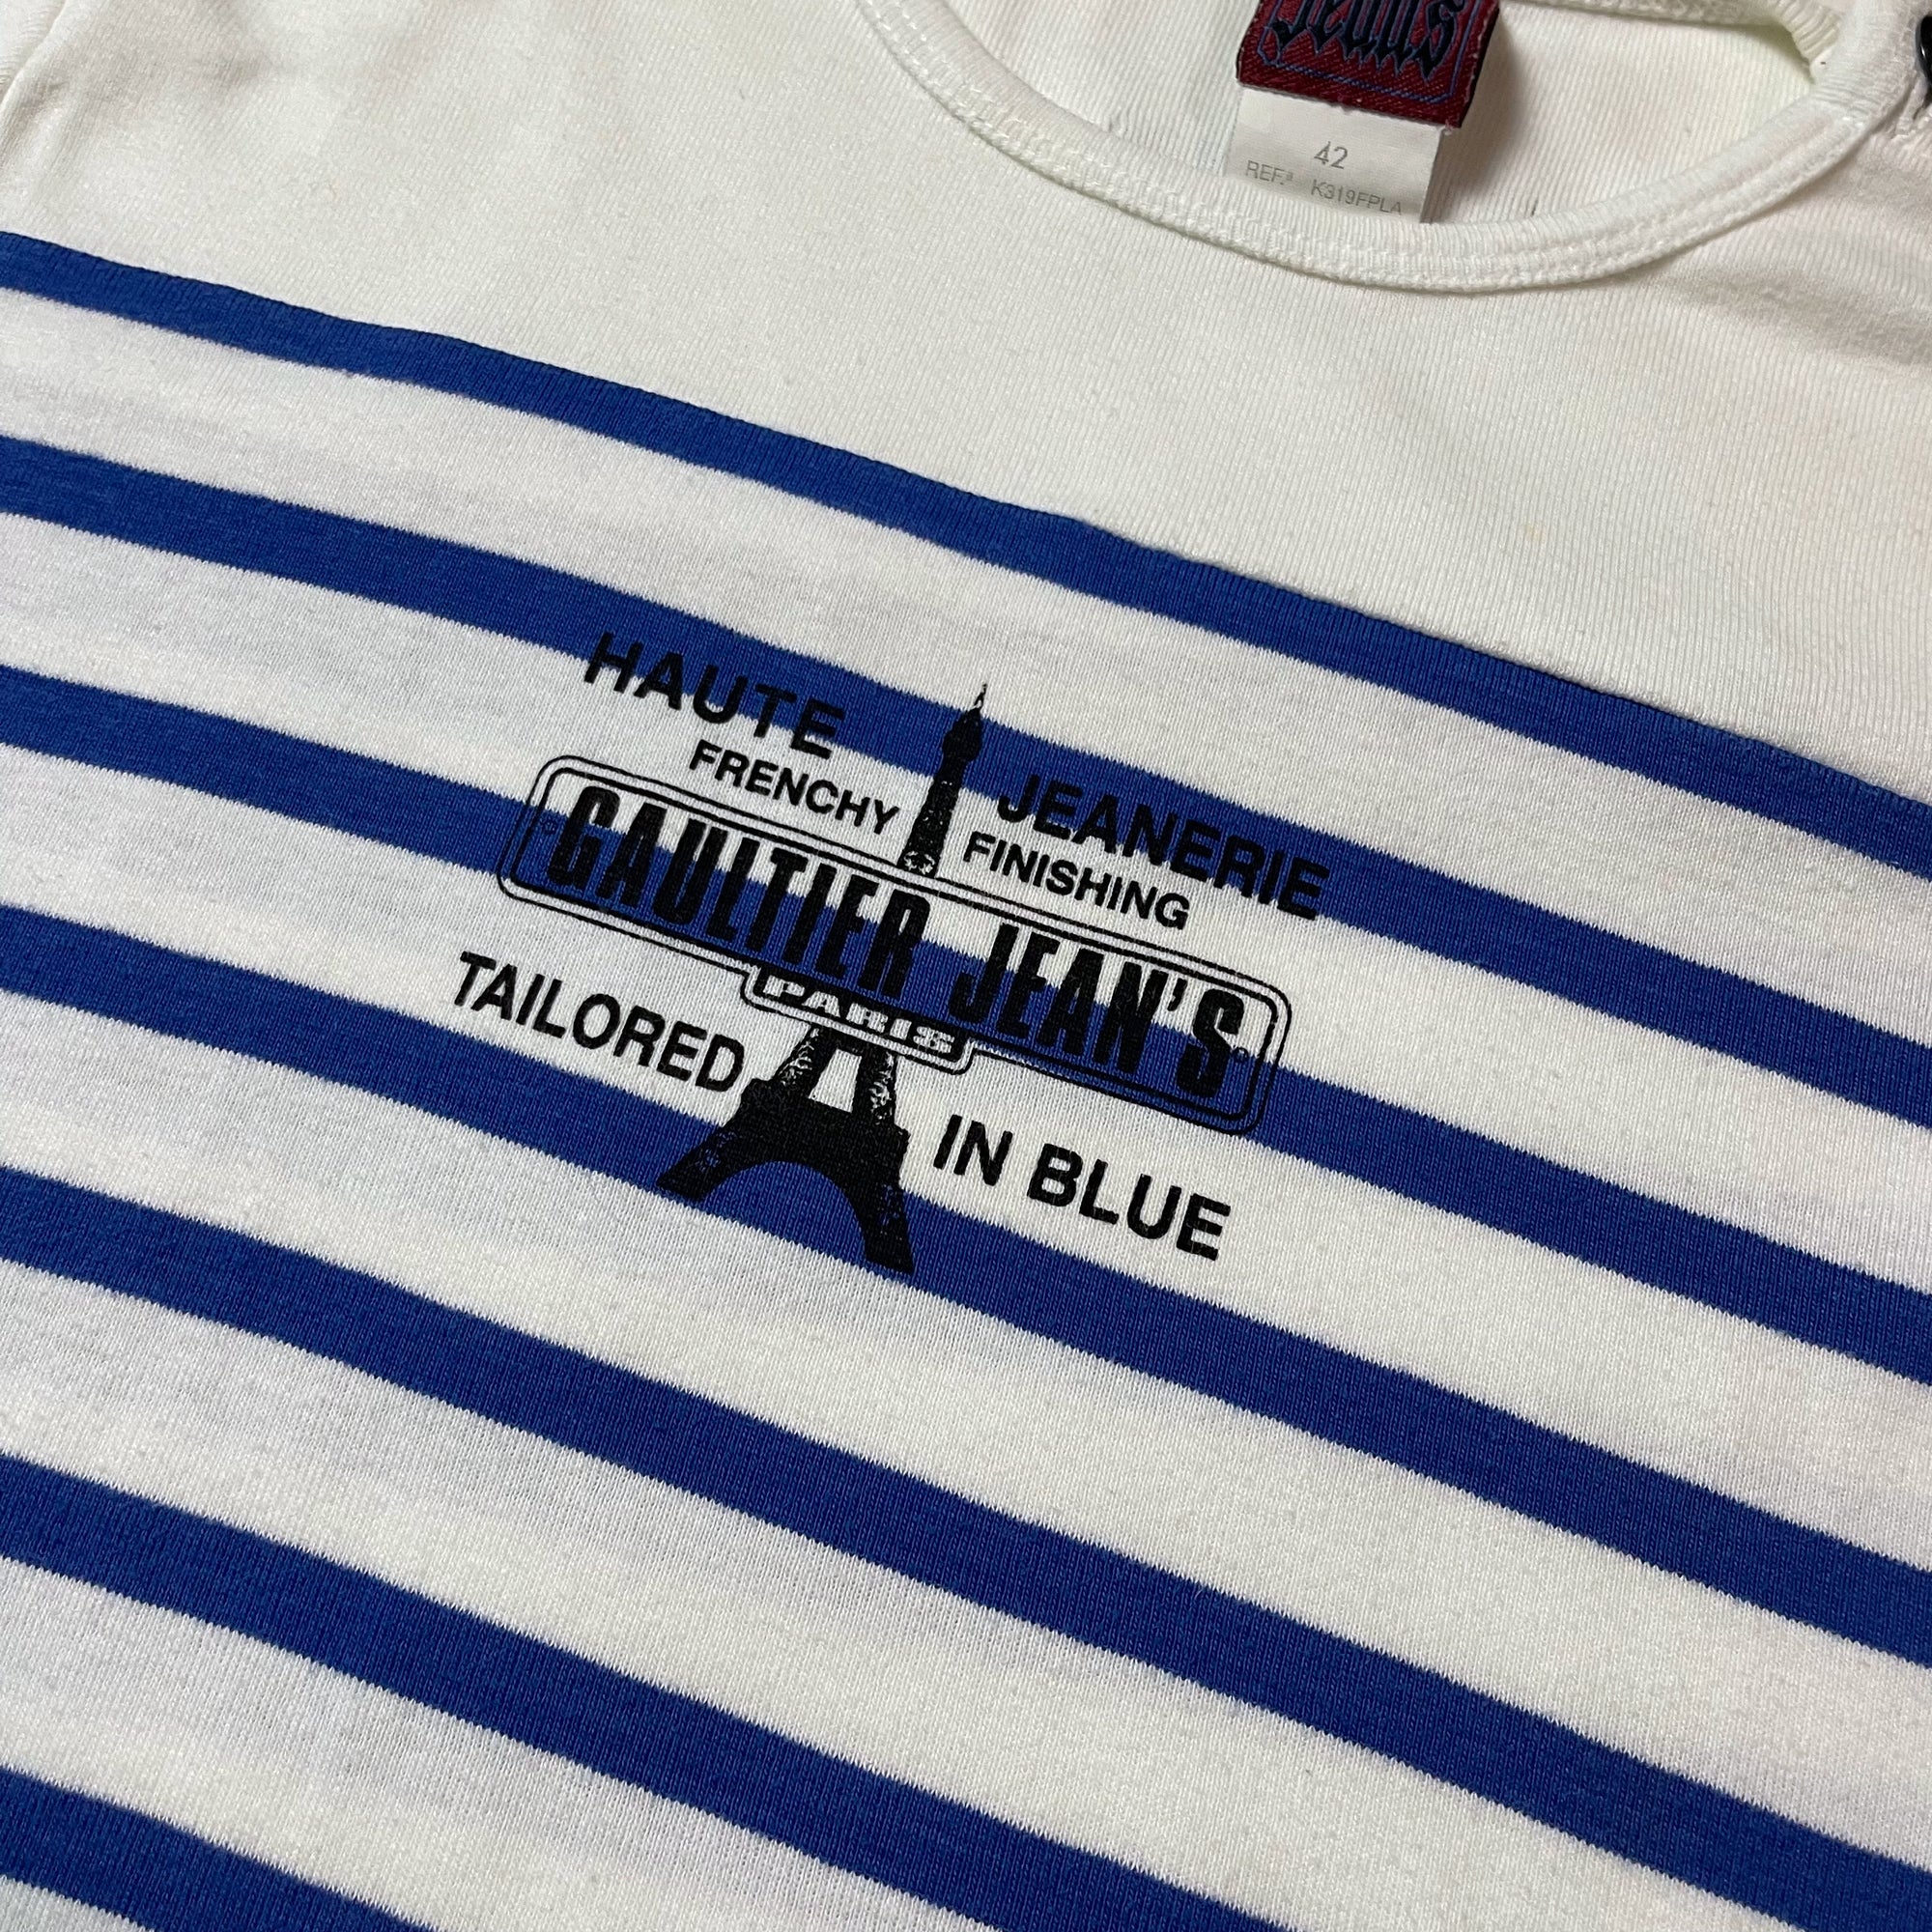 Jeans
42
REF.ª K319FPLA
HAUTE JEANERIE
FRENCHY FINISHING
GAULTIER JEAN'S
PARIS
TAILORED IN BLUE